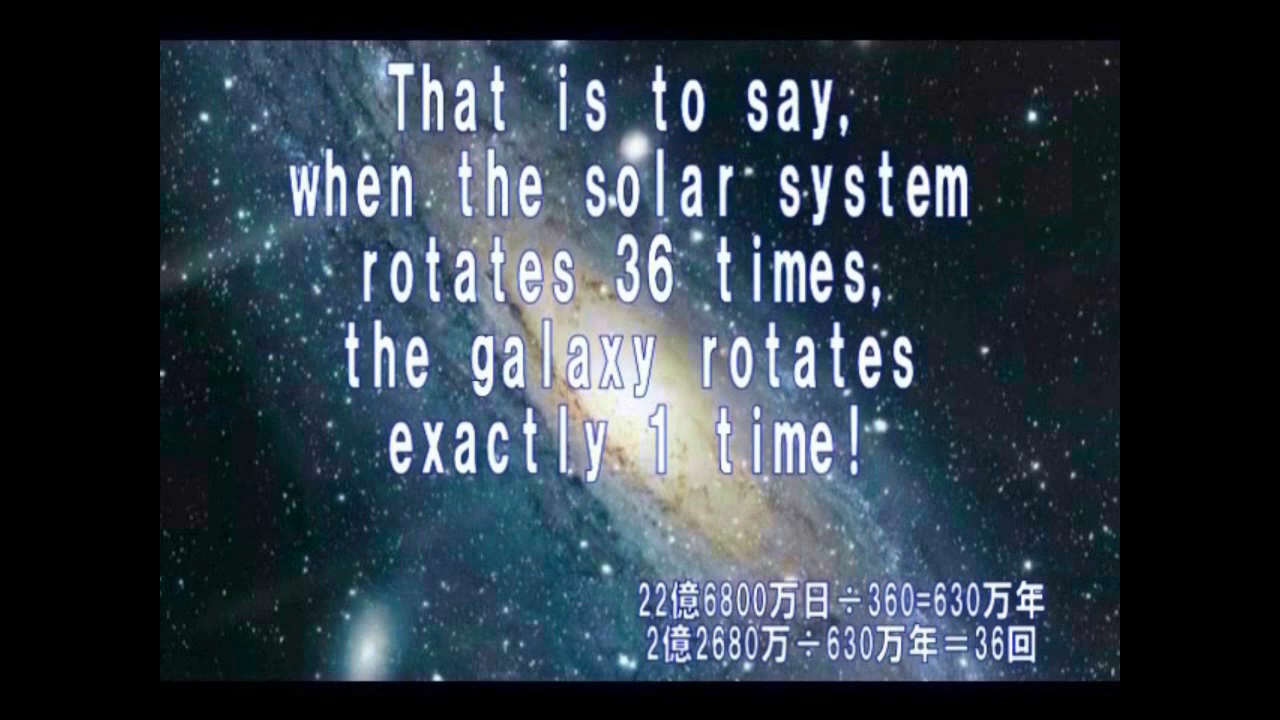 That is to say,
when the solar system
rotates 36 times,
the galaxy rotates
exactly 1 time!
22億6800万日÷360=630万年
2億2680万÷630万年＝36回